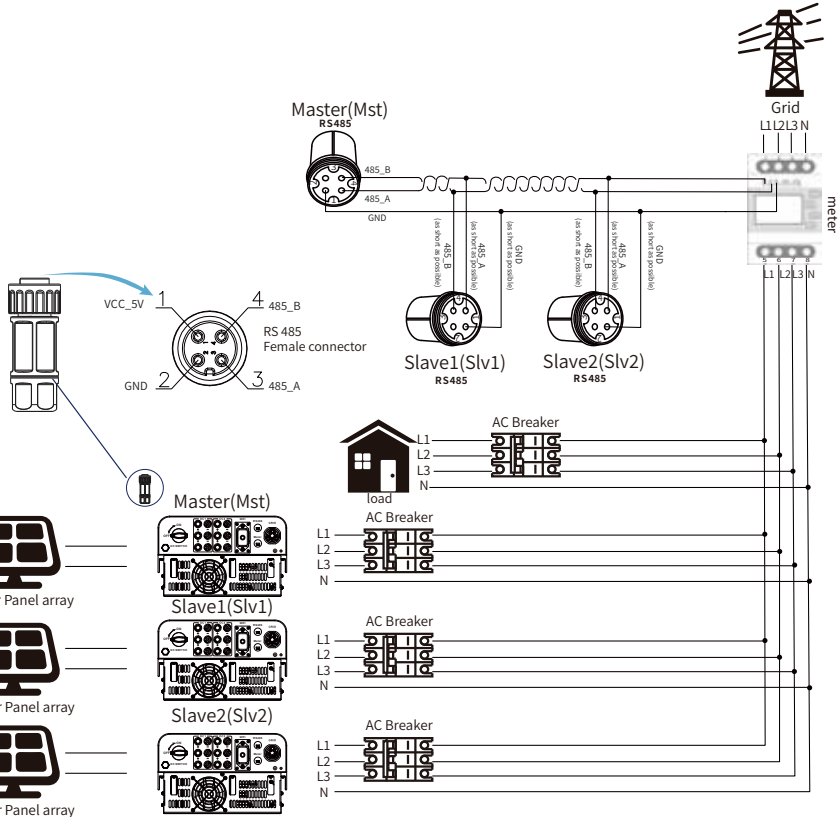 Grid
L1 L2 L3 N
Master(Mst)
RS485
485_B
485_A
GND
meter
485_B
(as short as possible)
485_A
(as short as possible)
GND
(as short as possible)
485_B
(as short as possible)
485_A
(as short as possible)
GND
(as short as possible)
5 6 7 8
L1 L2 L3 N
VCC_5V
1
4
485_B
RS 485
Female connector
GND
2
3
485_A
Slave1(Slv1)
RS485
Slave2(Slv2)
RS485
AC Breaker
L1
L2
L3
N
load
Master(Mst)
AC Breaker
L1
L2
L3
N
Panel array
Slave1(Slv1)
AC Breaker
L1
L2
L3
N
Panel array
Slave2(Slv2)
AC Breaker
L1
L2
L3
N
Panel array